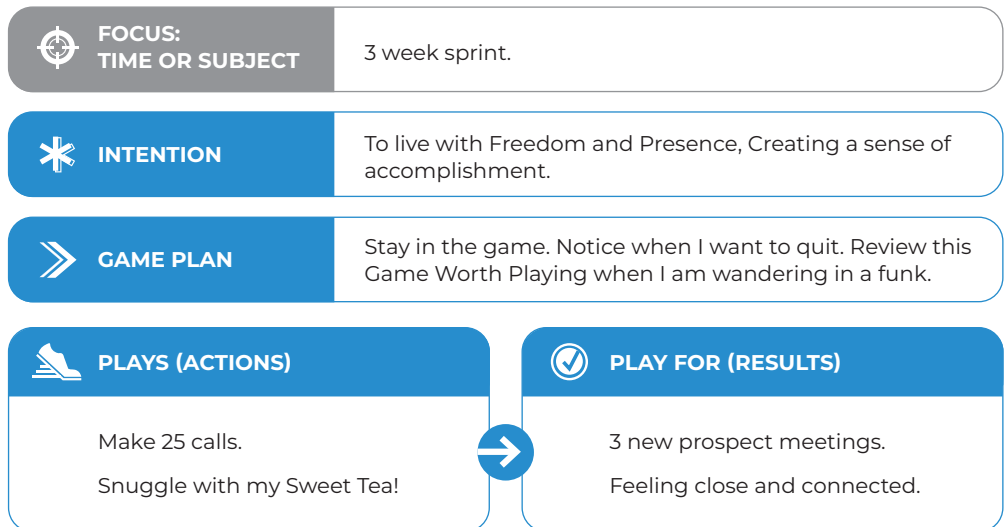 FOCUS:
TIME OR SUBJECT
3 week sprint.
INTENTION
To live with Freedom and Presence, Creating a sense of
accomplishment.
GAME PLAN
Stay in the game. Notice when I want to quit. Review this
Game Worth Playing when I am wandering in a funk.
PLAYS (ACTIONS)
Make 25 calls.
Snuggle with my Sweet Tea!
PLAY FOR (RESULTS)
3 new prospect meetings.
Feeling close and connected.